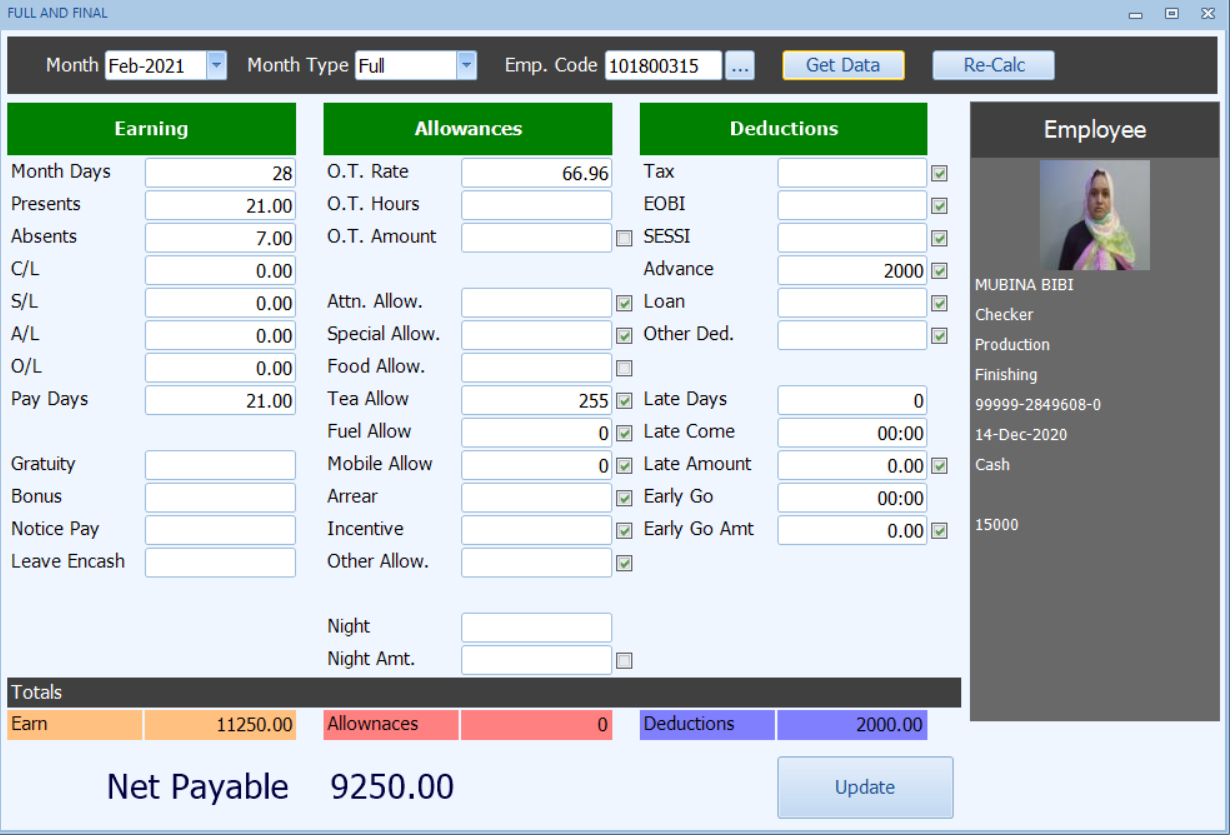 FULL AND FINAL
Month Feb-2021 Month Type Full Emp. Code 101800315 ... Get Data Re-Calc
Earning Allowances Deductions Employee
Month Days 28 O.T. Rate 66.96 Tax
Presents 21.00 O.T. Hours EOBI
Absents 7.00 O.T. Amount SESSI
C/L 0.00 Advance 2000
MUBINA BIBI
S/L 0.00 Attn. Allow. Loan
Checker
A/L 0.00 Special Allow. Other Ded.
Production
O/L 0.00 Food Allow.
Finishing
Pay Days 21.00 Tea Allow 255 Late Days 0
99999-2849608-0
Fuel Allow 0 Late Come 00:00
14-Dec-2020
Gratuity Mobile Allow 0 Late Amount 0.00
Cash
Bonus Arrear Early Go 00:00
Notice Pay Incentive Early Go Amt 0.00
15000
Leave Encash Other Allow.
Night
Night Amt.
Totals
Earn 11250.00 Allownaces 0 Deductions 2000.00
Net Payable 9250.00 Update